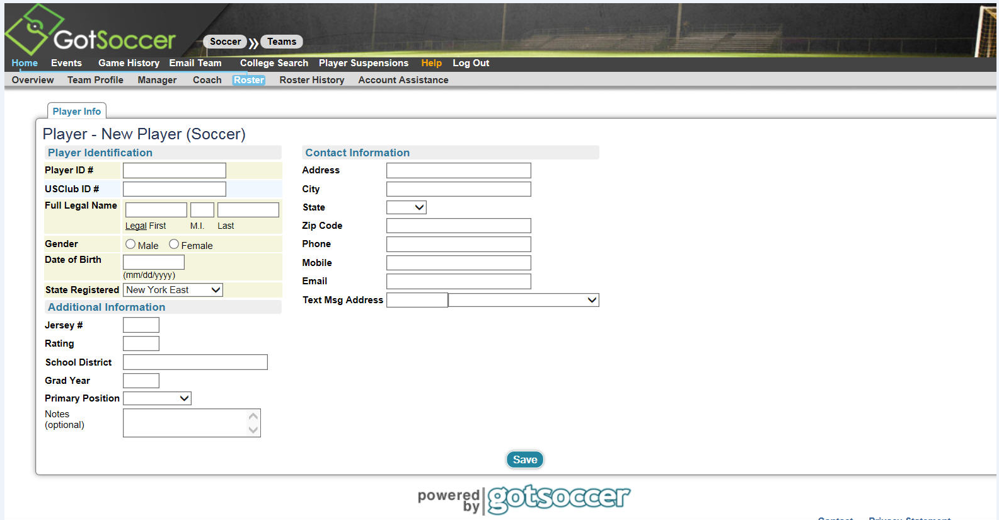 GotSoccer
Soccer » Teams
Home Events Game History Email Team College Search Player Suspensions Help Log Out
Overview Team Profile Manager Coach Roster Roster History Account Assistance
Player Info
Player - New Player (Soccer)
Player Identification
Player ID #
USClub ID #
Full Legal Name
Legal First M.I. Last
Gender Male Female
Date of Birth
(mm/dd/yyyy)
State Registered New York East
Additional Information
Jersey #
Rating
School District
Grad Year
Primary Position
Notes
(optional)
Contact Information
Address
City
State
Zip Code
Phone
Mobile
Email
Text Msg Address
Save
powered by gotsoccer
Contact Privacy Statement